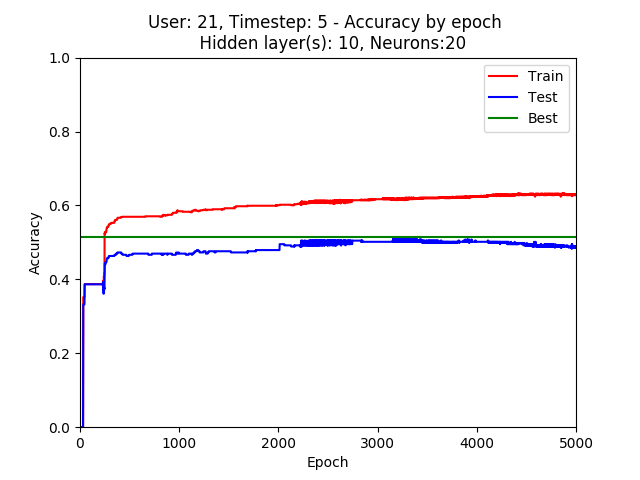 User: 21, Timestep: 5 - Accuracy by epoch
Hidden layer(s): 10, Neurons:20
Train
Test
Best
1.0
0.8
0.6
0.4
0.2
0.0
Accuracy
0
1000
2000
3000
4000
5000
Epoch